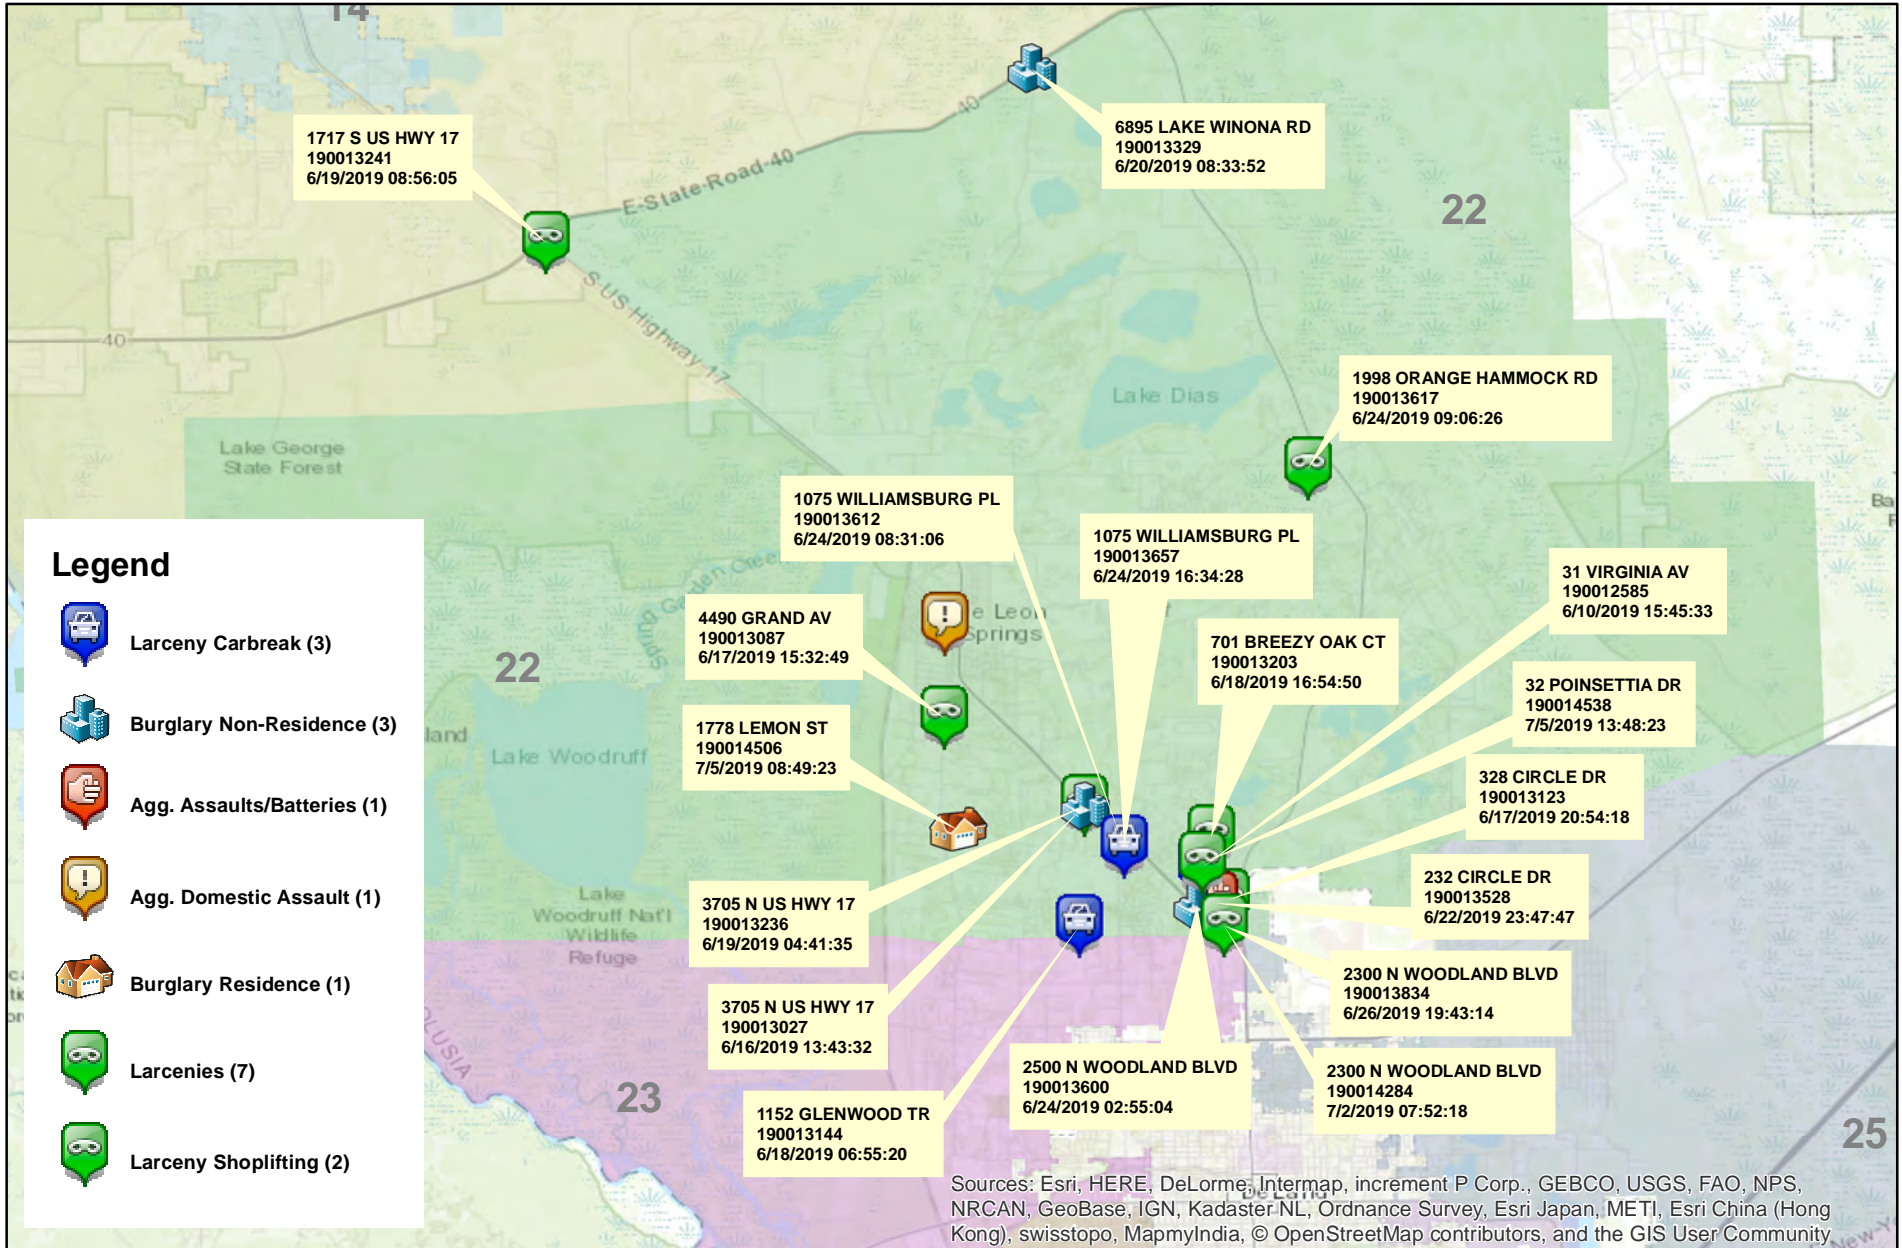 14
1717 S US HWY 17
190013241
6/19/2019 08:56:05
6895 LAKE WINONA RD
190013329
6/20/2019 08:33:52
40
E-State-Road-40
22
S-US-Highway-17
40
1998 ORANGE HAMMOCK RD
190013617
6/24/2019 09:06:26
Lake Dias
Lake George
State Forest
1075 WILLIAMSBURG PL
190013612
6/24/2019 08:31:06
1075 WILLIAMSBURG PL
190013657
6/24/2019 16:34:28
31 VIRGINIA AV
190012585
6/10/2019 15:45:33
Spring Garden Creek
e Leon
Springs
4490 GRAND AV
190013087
6/17/2019 15:32:49
701 BREEZY OAK CT
190013203
6/18/2019 16:54:50
22
32 POINSETTIA DR
190014538
7/5/2019 13:48:23
1778 LEMON ST
190014506
7/5/2019 08:49:23
land
Lake Woodruff
328 CIRCLE DR
190013123
6/17/2019 20:54:18
232 CIRCLE DR
190013528
6/22/2019 23:47:47
Lake
Woodruff Nat'l
Wildlife
Refuge
3705 N US HWY 17
190013236
6/19/2019 04:41:35
2300 N WOODLAND BLVD
190013834
6/26/2019 19:43:14
3705 N US HWY 17
190013027
6/16/2019 13:43:32
2500 N WOODLAND BLVD
190013600
6/24/2019 02:55:04
2300 N WOODLAND BLVD
190014284
7/2/2019 07:52:18
OLUSIA
23
1152 GLENWOOD TR
190013144
6/18/2019 06:55:20
25
DeLand
Legend
Larceny Carbreak (3)
Burglary Non-Residence (3)
Agg. Assaults/Batteries (1)
Agg. Domestic Assault (1)
Burglary Residence (1)
Larcenies (7)
Larceny Shoplifting (2)
Sources: Esri, HERE, DeLorme, Intermap, increment P Corp., GEBCO, USGS, FAO, NPS,
NRCAN, GeoBase, IGN, Kadaster NL, Ordnance Survey, Esri Japan, METI, Esri China (Hong
Kong), swisstopo, MapmyIndia, © OpenStreetMap contributors, and the GIS User Community